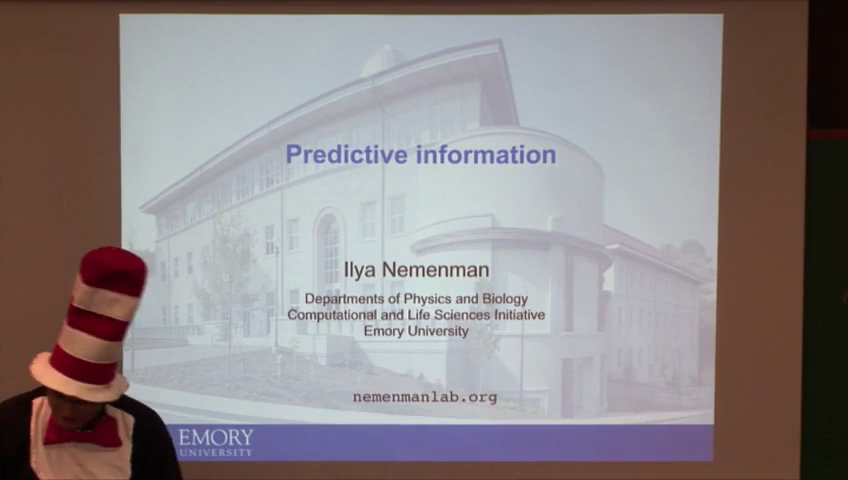 Predictive information
Ilya Nemenman
Departments of Physics and Biology
Computational and Life Sciences Initiative
Emory University
nemenmanlab.org
EMORY
UNIVERSITY